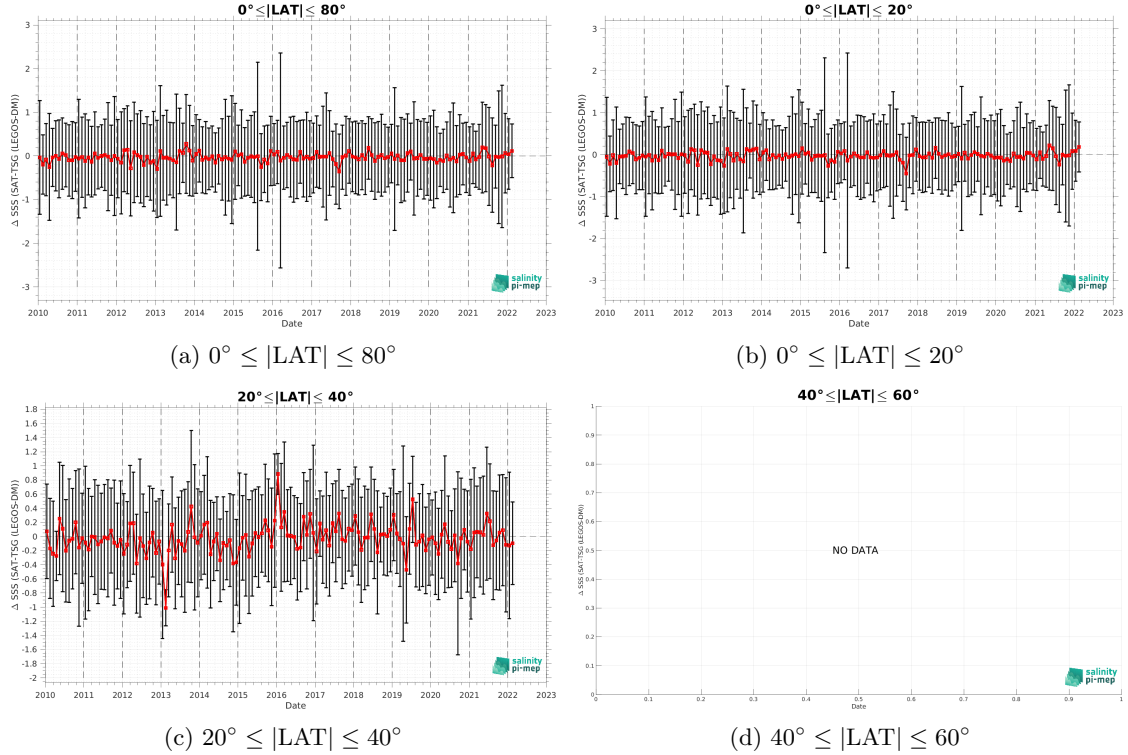 0°≤|LAT|≤ 80°
Δ SSS (SAT-TSG (LEGOS-DM))
3
2
1
0
-1
-2
-3
2010 2011 2012 2013 2014 2015 2016 2017 2018 2019 2020 2021 2022 2023
Date
salinity
pi-mep
(a) 0° ≤ |LAT| ≤ 80°
0°≤|LAT|≤ 20°
Δ SSS (SAT-TSG (LEGOS-DM))
3
2
1
0
-1
-2
-3
2010 2011 2012 2013 2014 2015 2016 2017 2018 2019 2020 2021 2022 2023
Date
salinity
pi-mep
(b) 0° ≤ |LAT| ≤ 20°
20°≤|LAT|≤ 40°
Δ SSS (SAT-TSG (LEGOS-DM))
1.8
1.6
1.4
1.2
1
0.8
0.6
0.4
0.2
0
-0.2
-0.4
-0.6
-0.8
-1
-1.2
-1.4
-1.6
-1.8
-2
2010 2011 2012 2013 2014 2015 2016 2017 2018 2019 2020 2021 2022 2023
Date
salinity
pi-mep
(c) 20° ≤ |LAT| ≤ 40°
40°≤|LAT|≤ 60°
Δ SSS (SAT-TSG (LEGOS-DM))
1
0.9
0.8
0.7
0.6
0.5
0.4
0.3
0.2
0.1
0
NO DATA
0 0.1 0.2 0.3 0.4 0.5 0.6 0.7 0.8 0.9 1
Date
salinity
pi-mep
(d) 40° ≤ |LAT| ≤ 60°